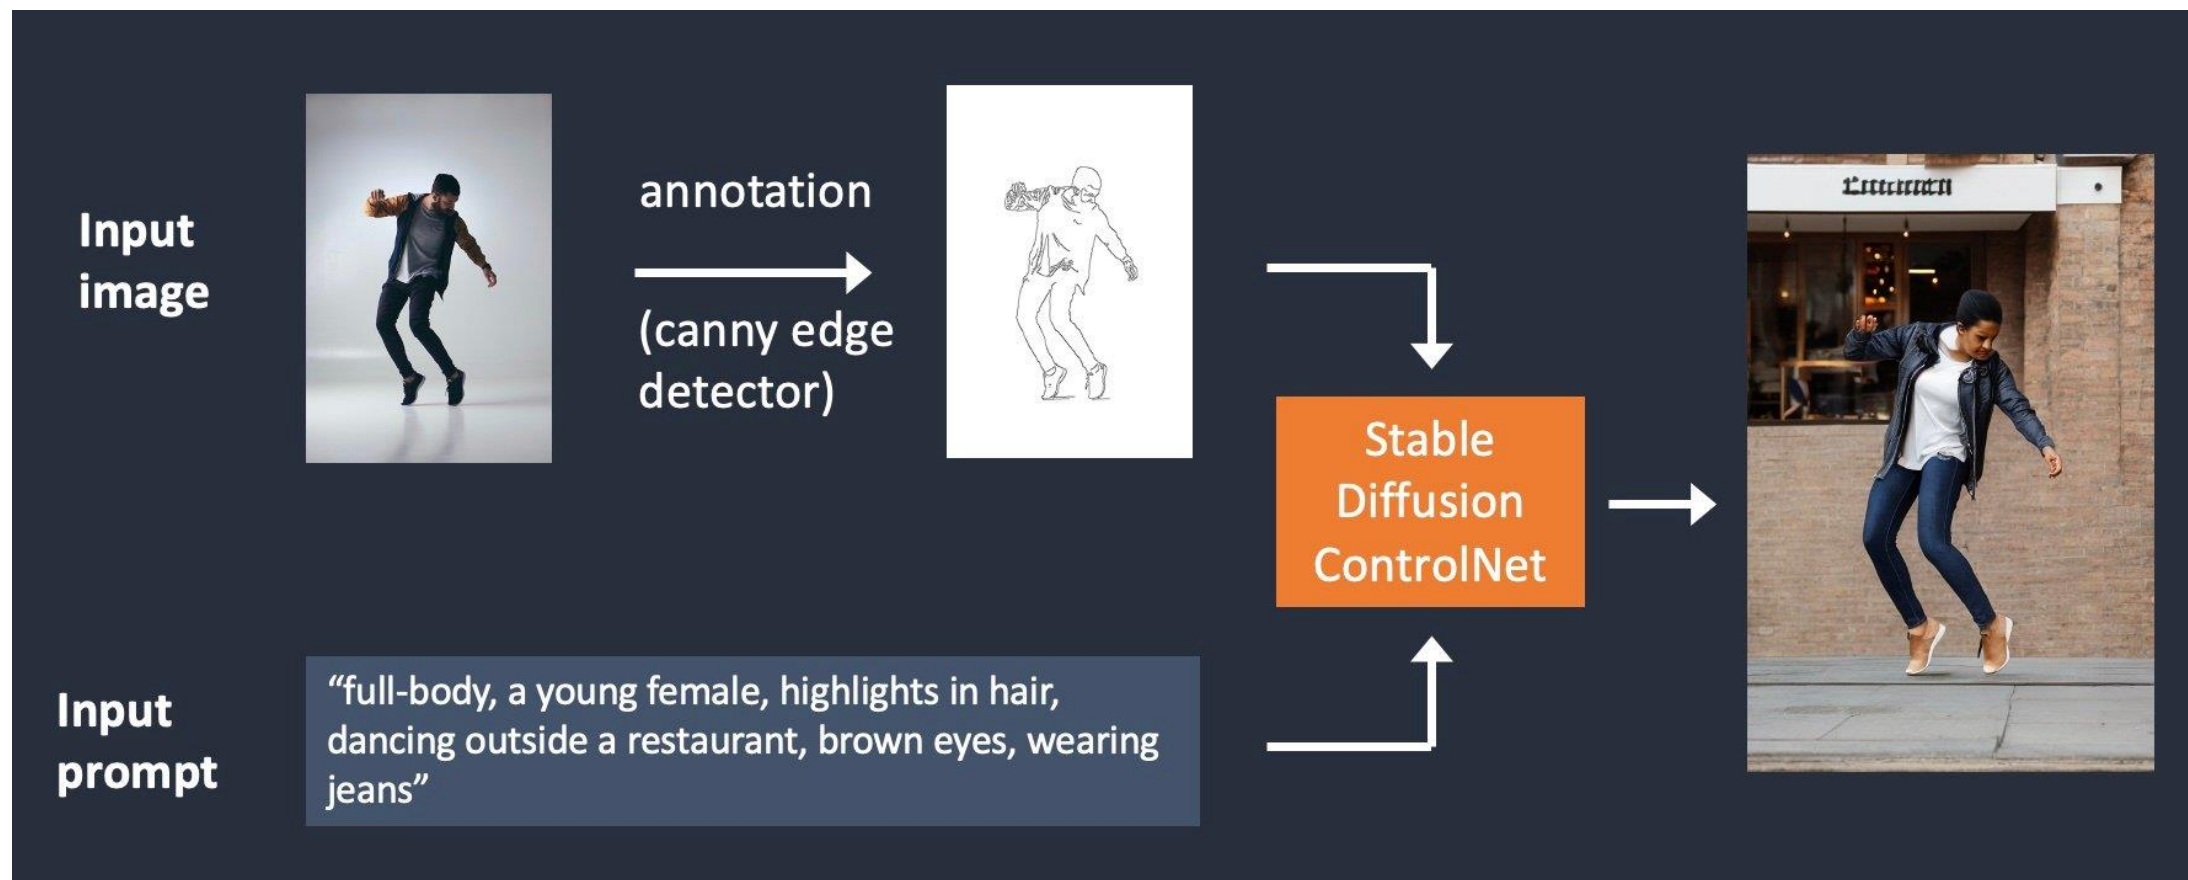 Input
image
annotation
(canny edge
detector)
Stable
Diffusion
ControlNet
Input
prompt
“full-body, a young female, highlights in hair,
dancing outside a restaurant, brown eyes, wearing
jeans”